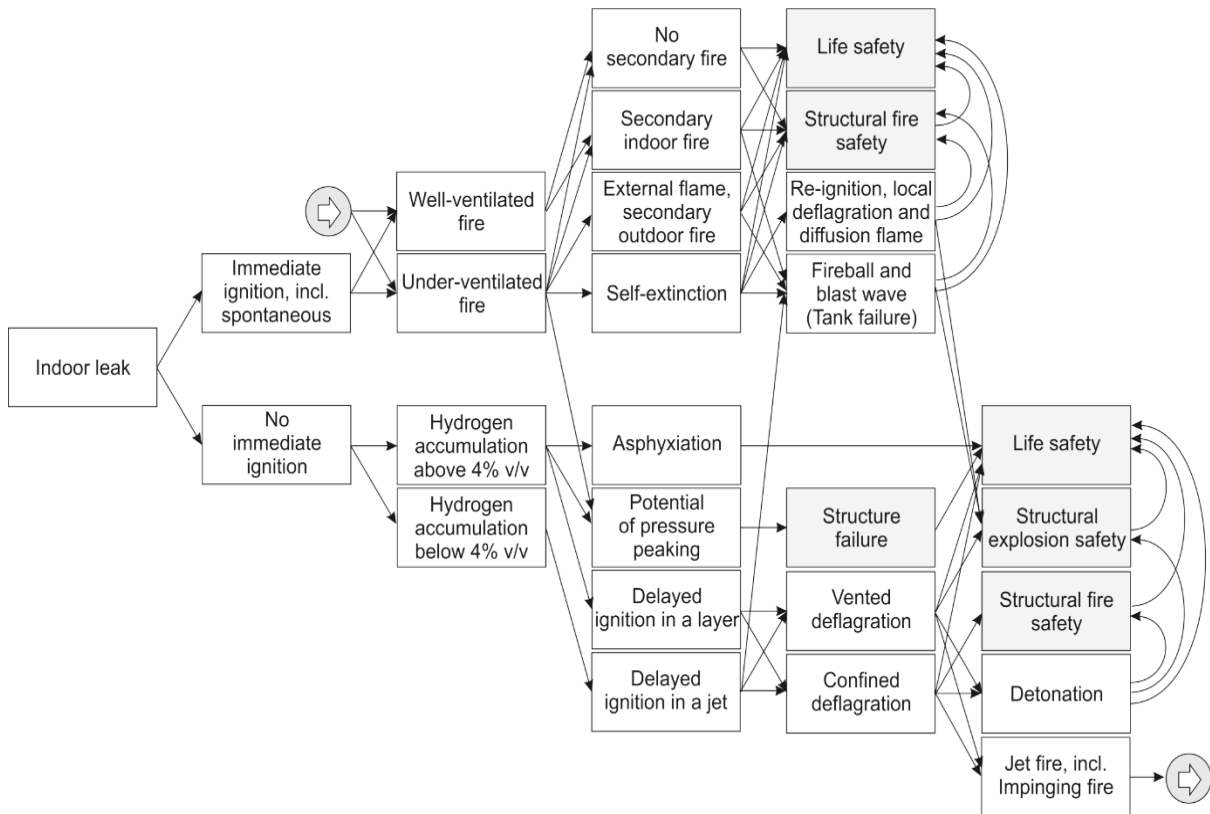 No
secondary fire
Life safety
Secondary
indoor fire
Structural fire
safety
Well-ventilated
fire
External flame,
secondary
outdoor fire
Re-ignition, local
deflagration and
diffusion flame
Immediate
ignition, incl.
spontaneous
Under-ventilated
fire
Self-extinction
Fireball and
blast wave
(Tank failure)
Indoor leak
No
immediate
ignition
Hydrogen
accumulation
above 4% v/v
Asphyxiation
Life safety
Hydrogen
accumulation
below 4% v/v
Potential
of pressure
peaking
Structure
failure
Structural
explosion safety
Delayed
ignition in a layer
Vented
deflagration
Structural fire
safety
Delayed
ignition in a jet
Confined
deflagration
Detonation
Jet fire, incl.
Impinging fire